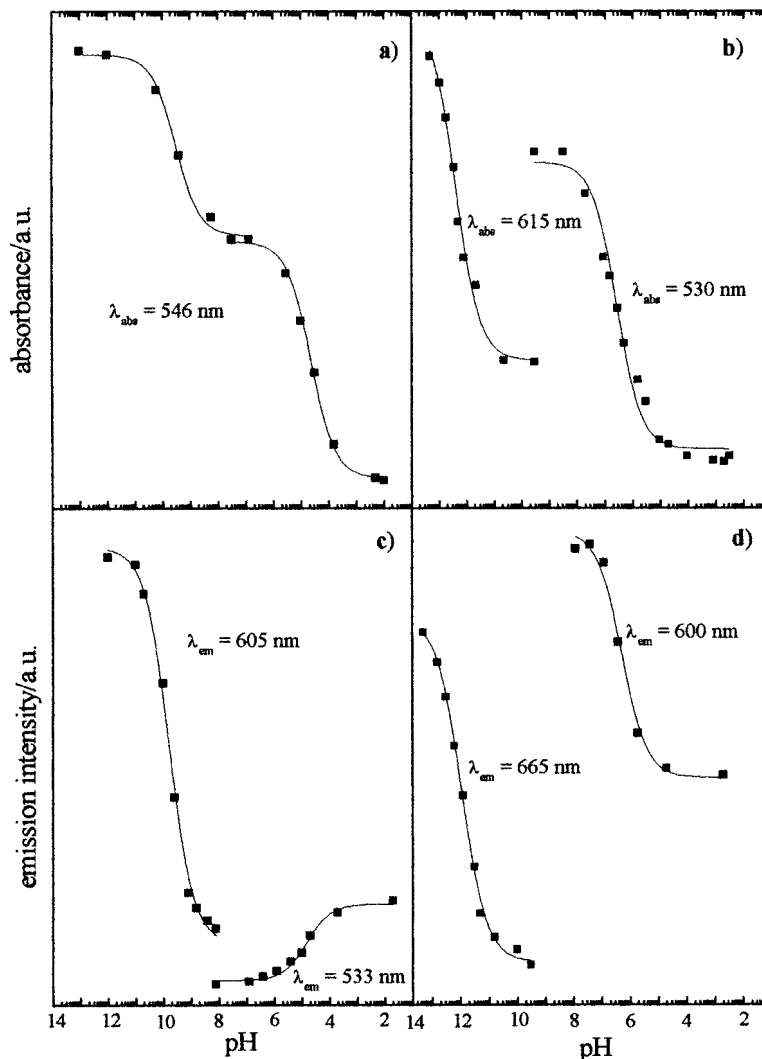 a)
b)
absorbance/a.u.
λabs = 546 nm
λabs = 615 nm
λabs = 530 nm
c)
d)
emission intensity/a.u.
λem = 605 nm
λem = 533 nm
λem = 600 nm
λem = 665 nm
14 12 10 8 6 4 2
14 12 10 8 6 4 2
pH
pH